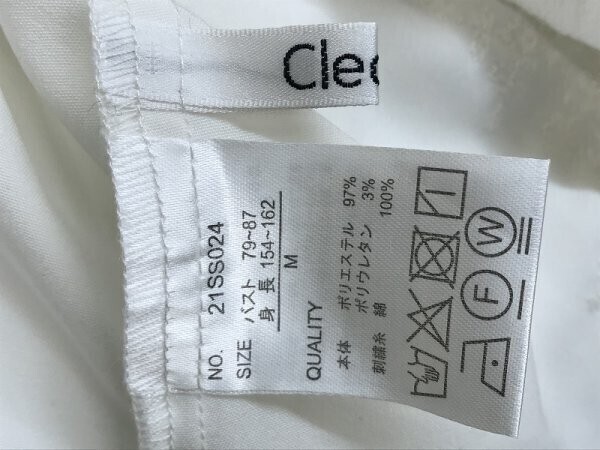 Cle
NO. 21SS024
SIZE バスト 79~87
身長 154~162
M
QUALITY
本体 ポリエステル 97%
ポリウレタン 3%
刺繍糸 綿 100%
W
F